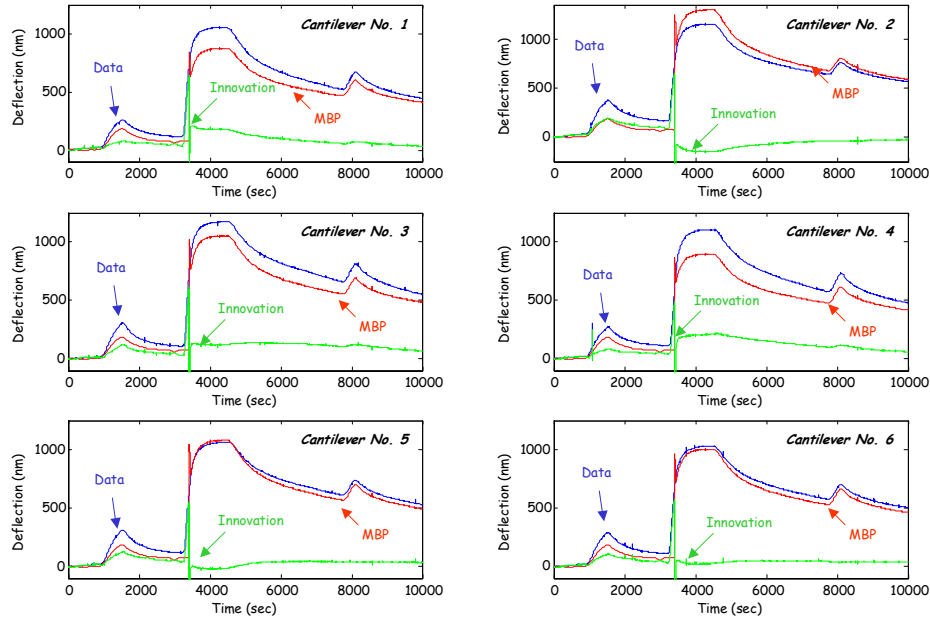 Cantilever No. 1
Deflection (nm)
1000
500
0
Data
Innovation
MBP
0 2000 4000 6000 8000 10000
Time (sec)
Cantilever No. 2
Deflection (nm)
1000
500
0
Data
Innovation
MBP
0 2000 4000 6000 8000 10000
Time (sec)
Cantilever No. 3
Deflection (nm)
1000
500
0
Data
Innovation
MBP
0 2000 4000 6000 8000 10000
Time (sec)
Cantilever No. 4
Deflection (nm)
1000
500
0
Data
Innovation
MBP
0 2000 4000 6000 8000 10000
Time (sec)
Cantilever No. 5
Deflection (nm)
1000
500
0
Data
Innovation
MBP
0 2000 4000 6000 8000 10000
Time (sec)
Cantilever No. 6
Deflection (nm)
1000
500
0
Data
Innovation
MBP
0 2000 4000 6000 8000 10000
Time (sec)